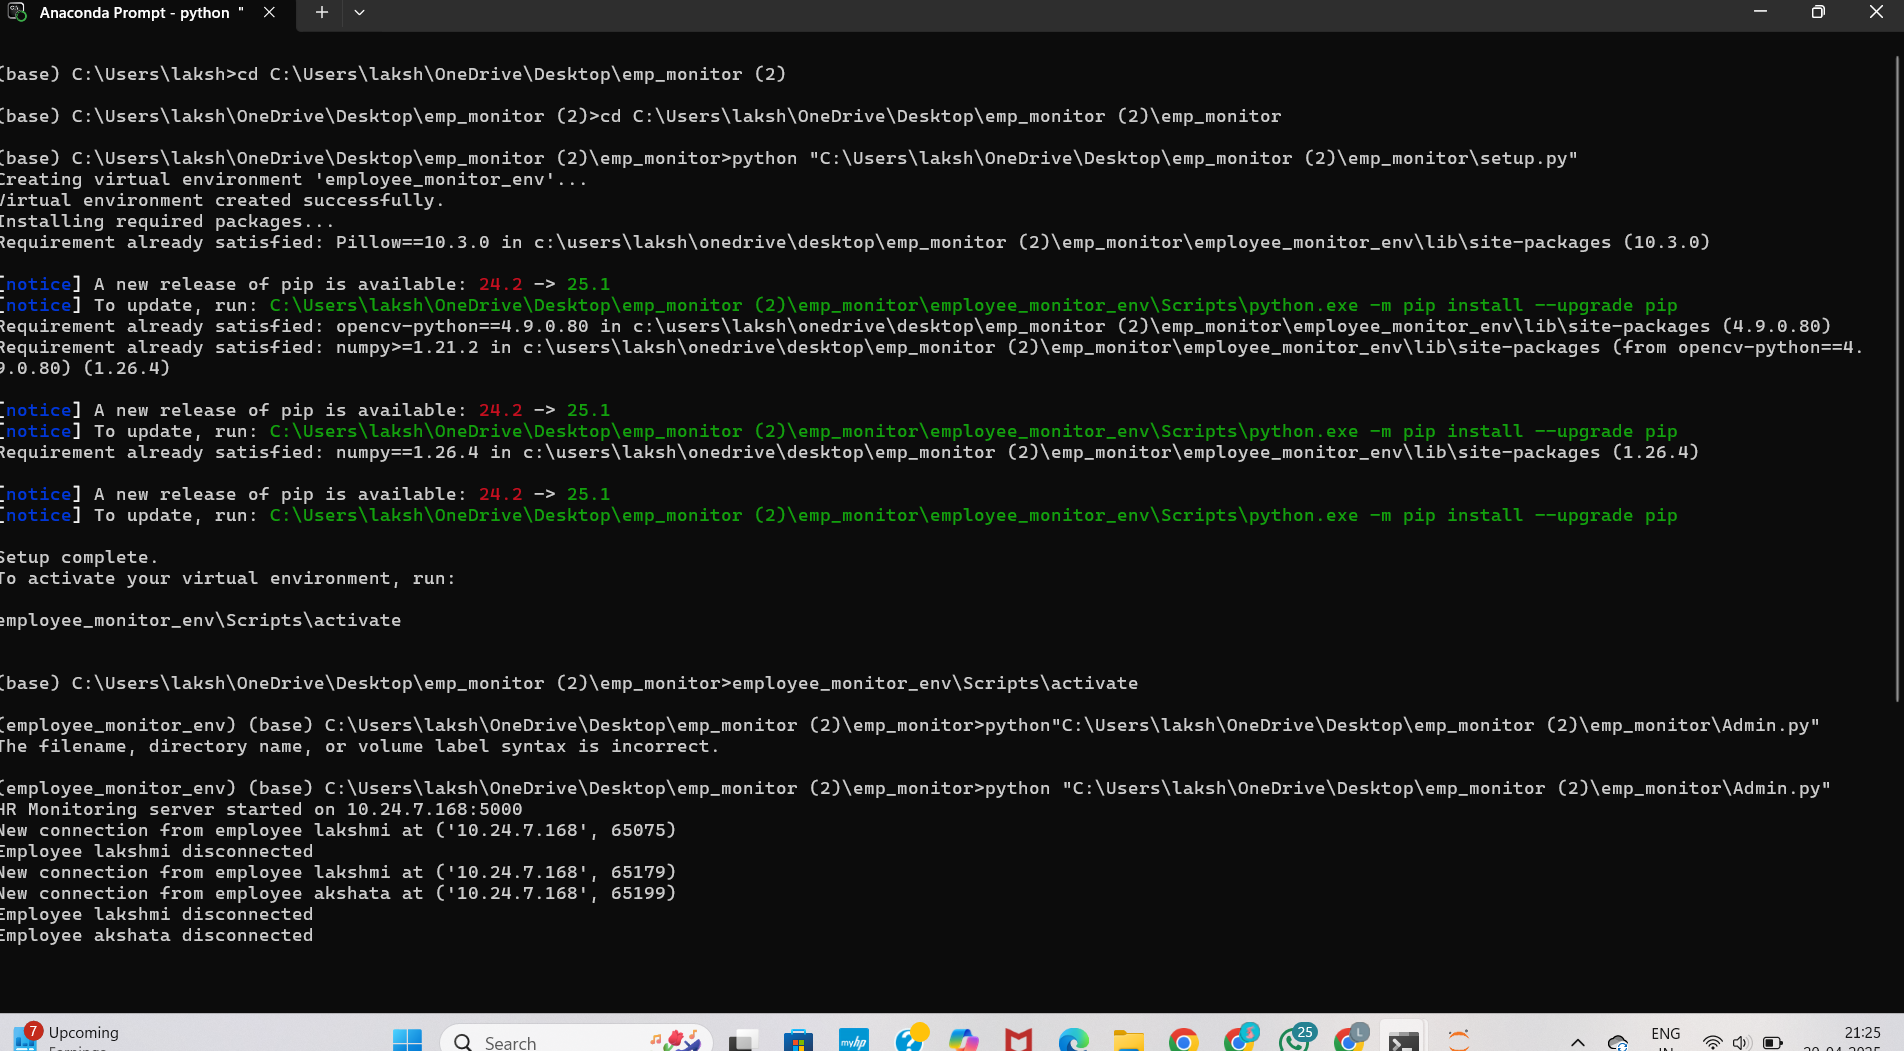 Anaconda Prompt - python "
(base) C:\Users\laksh>cd C:\Users\laksh\OneDrive\Desktop\emp_monitor (2)
(base) C:\Users\laksh\OneDrive\Desktop\emp_monitor (2)>cd C:\Users\laksh\OneDrive\Desktop\emp_monitor (2)\emp_monitor
(base) C:\Users\laksh\OneDrive\Desktop\emp_monitor (2)\emp_monitor>python "C:\Users\laksh\OneDrive\Desktop\emp_monitor (2)\emp_monitor\setup.py"
Creating virtual environment 'employee_monitor_env'...
Virtual environment created successfully.
Installing required packages...
Requirement already satisfied: Pillow==10.3.0 in c:\users\laksh\onedrive\desktop\emp_monitor (2)\emp_monitor\employee_monitor_env\lib\site-packages (10.3.0)
[notice] A new release of pip is available: 24.2 -> 25.1
[notice] To update, run: C:\Users\laksh\OneDrive\Desktop\emp_monitor (2)\emp_monitor\employee_monitor_env\Scripts\python.exe -m pip install --upgrade pip
Requirement already satisfied: opencv-python==4.9.0.80 in c:\users\laksh\onedrive\desktop\emp_monitor (2)\emp_monitor\employee_monitor_env\lib\site-packages (4.9.0.80)
Requirement already satisfied: numpy>=1.21.2 in c:\users\laksh\onedrive\desktop\emp_monitor (2)\emp_monitor\employee_monitor_env\lib\site-packages (from opencv-python==4.
9.0.80) (1.26.4)
[notice] A new release of pip is available: 24.2 -> 25.1
[notice] To update, run: C:\Users\laksh\OneDrive\Desktop\emp_monitor (2)\emp_monitor\employee_monitor_env\Scripts\python.exe -m pip install --upgrade pip
Requirement already satisfied: numpy==1.26.4 in c:\users\laksh\onedrive\desktop\emp_monitor (2)\emp_monitor\employee_monitor_env\lib\site-packages (1.26.4)
[notice] A new release of pip is available: 24.2 -> 25.1
[notice] To update, run: C:\Users\laksh\OneDrive\Desktop\emp_monitor (2)\emp_monitor\employee_monitor_env\Scripts\python.exe -m pip install --upgrade pip
Setup complete.
To activate your virtual environment, run:
employee_monitor_env\Scripts\activate
(base) C:\Users\laksh\OneDrive\Desktop\emp_monitor (2)\emp_monitor>employee_monitor_env\Scripts\activate
(employee_monitor_env) (base) C:\Users\laksh\OneDrive\Desktop\emp_monitor (2)\emp_monitor>python"C:\Users\laksh\OneDrive\Desktop\emp_monitor (2)\emp_monitor\Admin.py"
The filename, directory name, or volume label syntax is incorrect.
(employee_monitor_env) (base) C:\Users\laksh\OneDrive\Desktop\emp_monitor (2)\emp_monitor>python "C:\Users\laksh\OneDrive\Desktop\emp_monitor (2)\emp_monitor\Admin.py"
HR Monitoring server started on 10.24.7.168:5000
New connection from employee lakshmi at ('10.24.7.168', 65075)
Employee lakshmi disconnected
New connection from employee lakshmi at ('10.24.7.168', 65179)
New connection from employee akshata at ('10.24.7.168', 65199)
Employee lakshmi disconnected
Employee akshata disconnected
7 Upcoming
Search
myhp
25
L
ENG
21:25